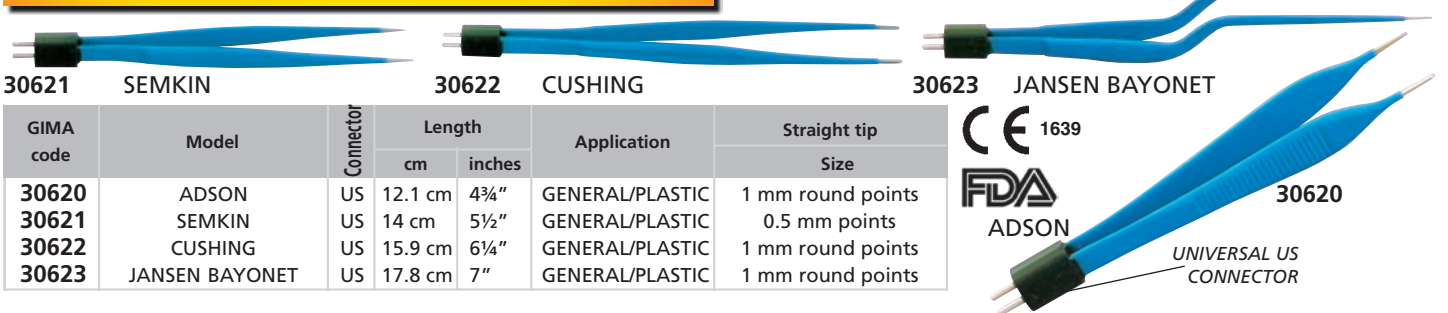 30621 SEMKIN
30622 CUSHING
30623 JANSEN BAYONET
GIMA code Model Connector Length Application Straight tip
cm inches Size
30620 ADSON US 12.1 cm 4¾” GENERAL/PLASTIC 1 mm round points
30621 SEMKIN US 14 cm 5½” GENERAL/PLASTIC 0.5 mm points
30622 CUSHING US 15.9 cm 6¼” GENERAL/PLASTIC 1 mm round points
30623 JANSEN BAYONET US 17.8 cm 7” GENERAL/PLASTIC 1 mm round points
CE 1639
FDA
ADSON
30620
UNIVERSAL US
CONNECTOR